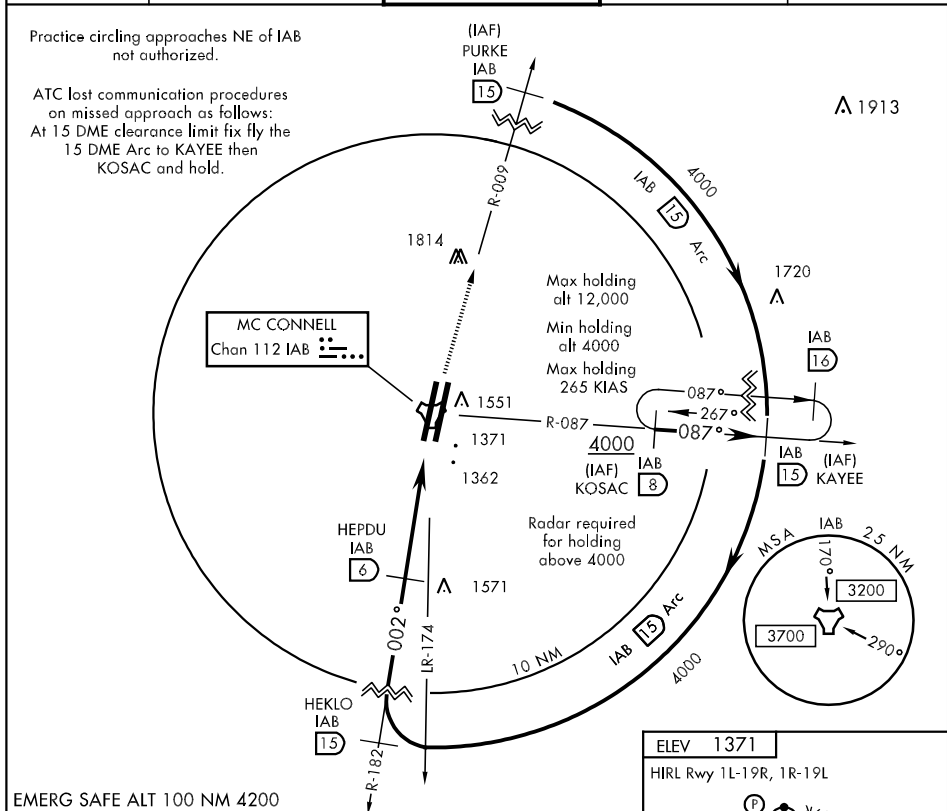 Practice circling approaches NE of IAB
not authorized.
ATC lost communication procedures
on missed approach as follows:
At 15 DME clearance limit fix fly the
15 DME Arc to KAYEE then
KOSAC and hold.
(IAF)
PURKE
IAB
15
1913
R-009
4000
IAB 15 Arc
1814
1720
MC CONNELL
Chan 112 IAB
Max holding
alt 12,000
Min holding
alt 4000
Max holding
265 KIAS
IAB
16
087°
267°
087°
1551
R-087
1371
1362
4000
(IAF)
KOSAC
IAB
8
IAB
15
(IAF)
KAYEE
Radar required
for holding
above 4000
HEPDU
IAB
6
1571
002°
LR-174
10 NM
IAB 15 Arc
4000
MSA IAB 25 NM
170°
3200
3700
290°
HEKLO
IAB
15
R-182
EMERG SAFE ALT 100 NM 4200
ELEV 1371
HIRL Rwy 1L-19R, 1R-19L
P